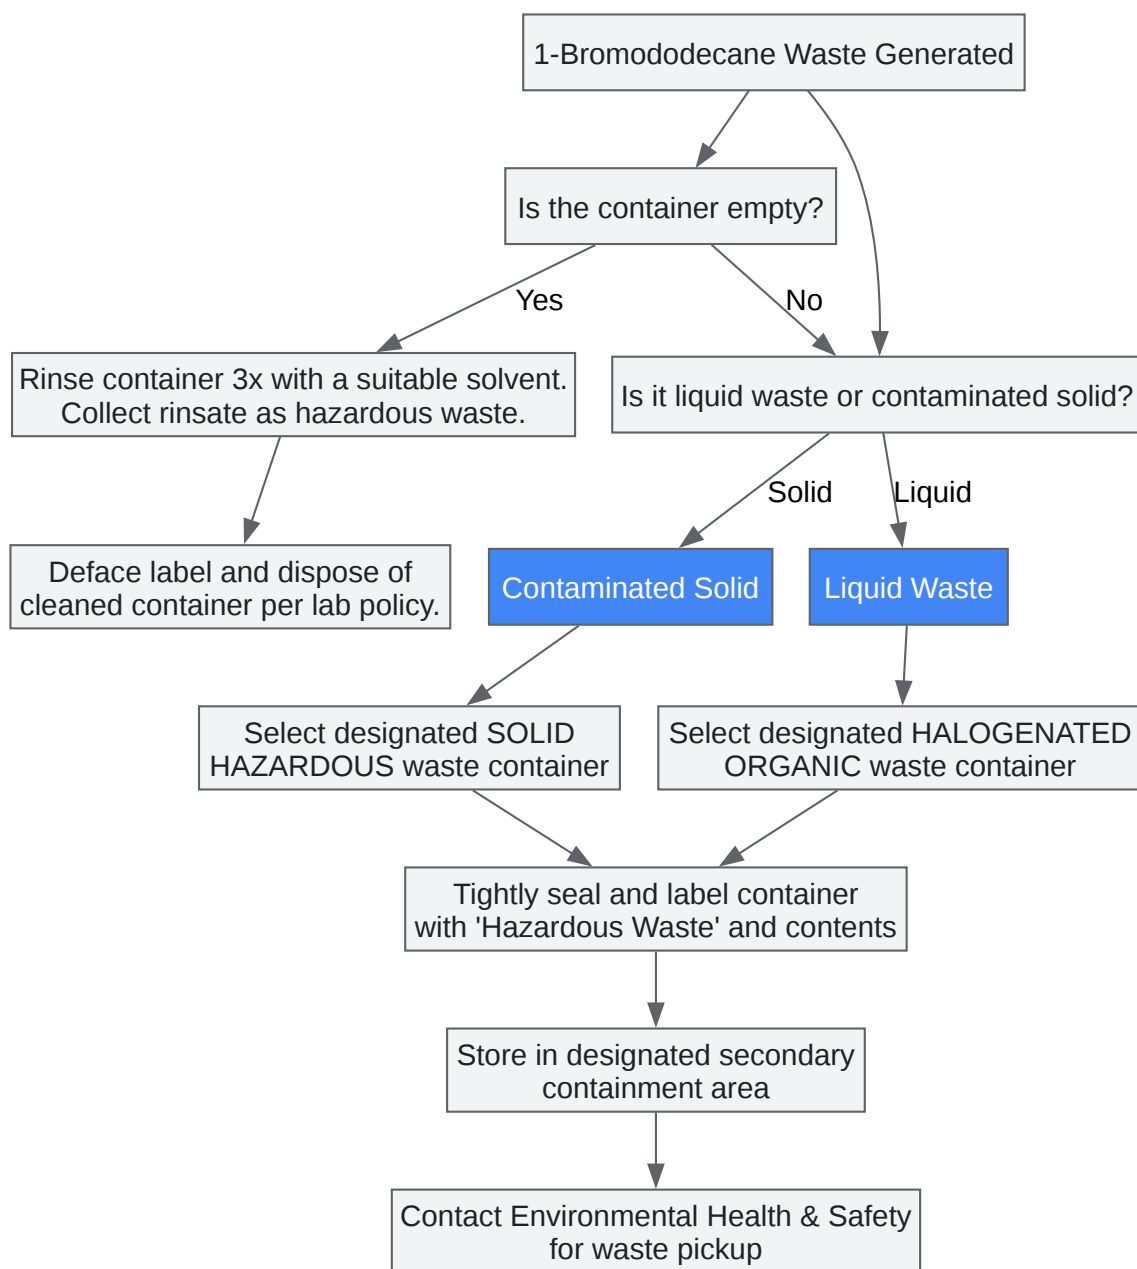 1-Bromododecane Waste Generated
Is the container empty?
Yes
No
Rinse container 3x with a suitable solvent.
Collect rinsate as hazardous waste.
Is it liquid waste or contaminated solid?
Solid
Liquid
Deface label and dispose of
cleaned container per lab policy.
Contaminated Solid
Liquid Waste
Select designated SOLID
HAZARDOUS waste container
Select designated HALOGENATED
ORGANIC waste container
Tightly seal and label container
with 'Hazardous Waste' and contents
Store in designated secondary
containment area
Contact Environmental Health & Safety
for waste pickup